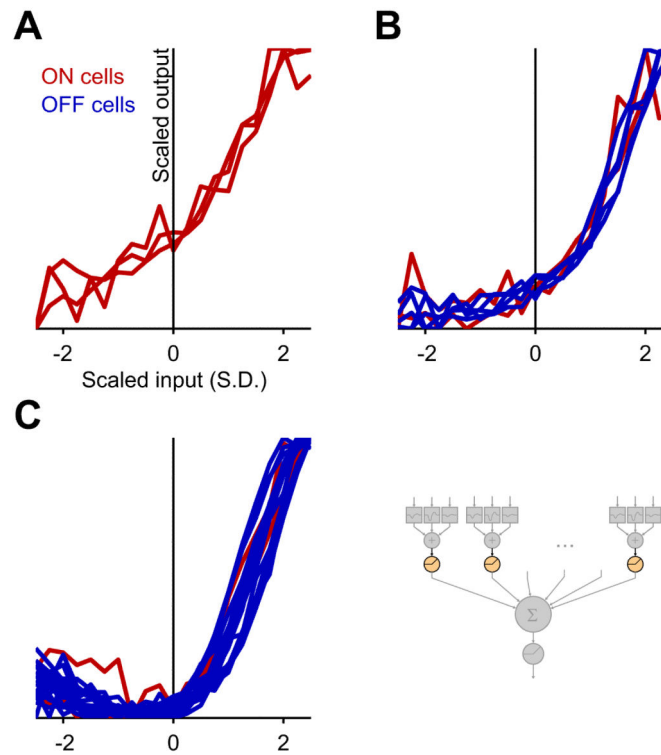 A
ON cells
OFF cells
Scaled output
-2 0 2
Scaled input (S.D.)
B
-2 0 2
C
-2 0 2
+ + +
...
Σ